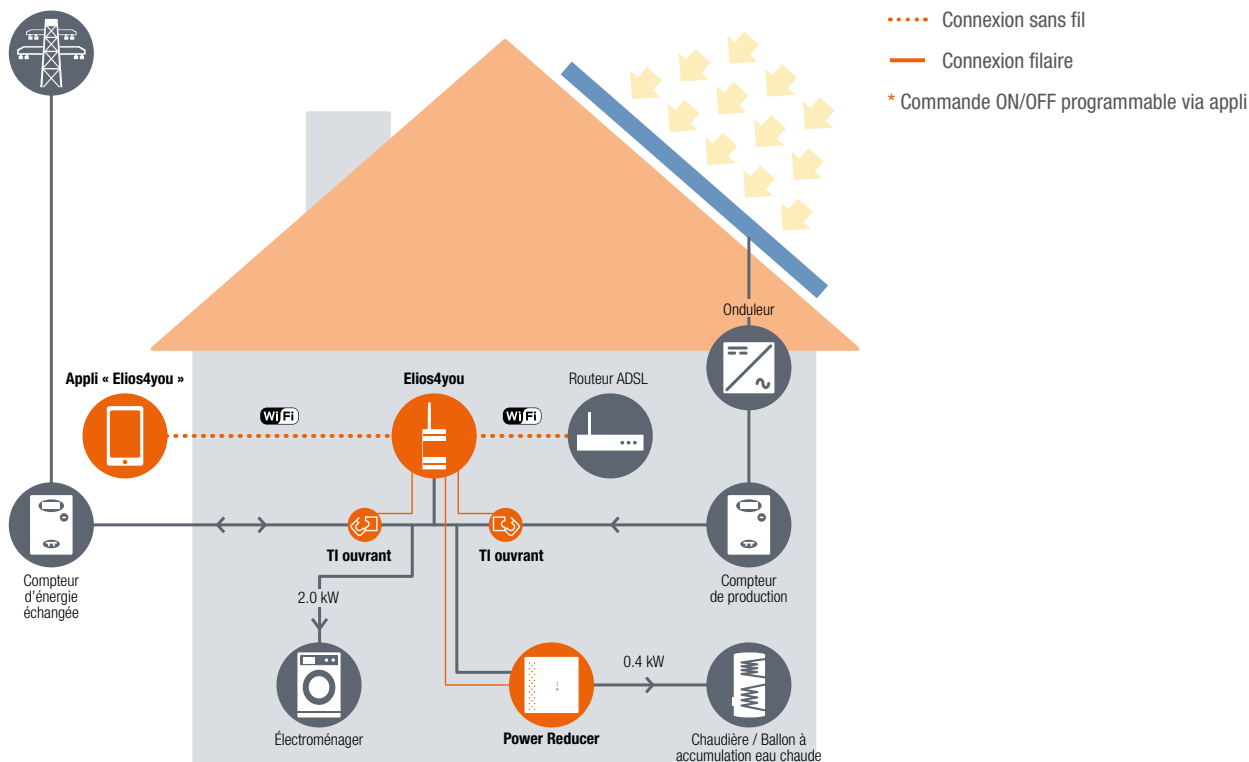 Connexion sans fil
Connexion filaire
* Commande ON/OFF programmable via appli
Onduleur
Appli « Elios4you »
Elios4you
Routeur ADSL
WiFi
WiFi
TI ouvrant
TI ouvrant
Compteur
d'énergie
échangée
Compteur
de production
2.0 kW
0.4 kW
Électroménager
Power Reducer
Chaudière / Ballon à
accumulation eau chaude